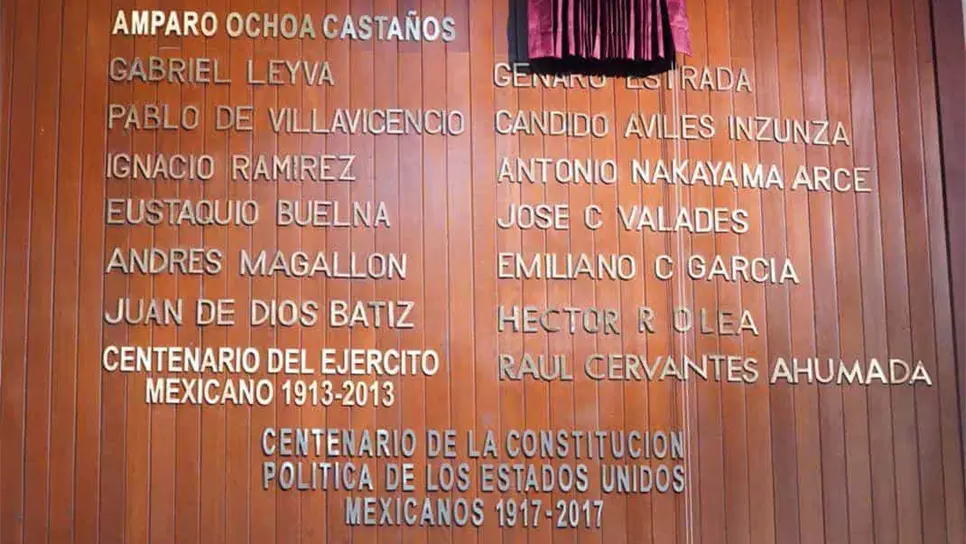 AMPARO OCHOA CASTAÑOS
GABRIEL LEYVA
PABLO DE VILLAVICENCIO
IGNACIO RAMIREZ
EUSTAQUIO BUELNA
ANDRES MAGALLON
JUAN DE DIOS BATIZ
CENTENARIO DEL EJERCITO
MEXICANO 1913-2013
GENARO ESTRADA
CANDIDO AVILES INZUNZA
ANTONIO NAKAYAMA ARCE
JOSE C VALADES
EMILIANO C GARCIA
HECTOR R OLEA
RAUL CERVANTES AHUMADA
CENTENARIO DE LA CONSTITUCION
POLITICA DE LOS ESTADOS UNIDOS
MEXICANOS 1917-2017